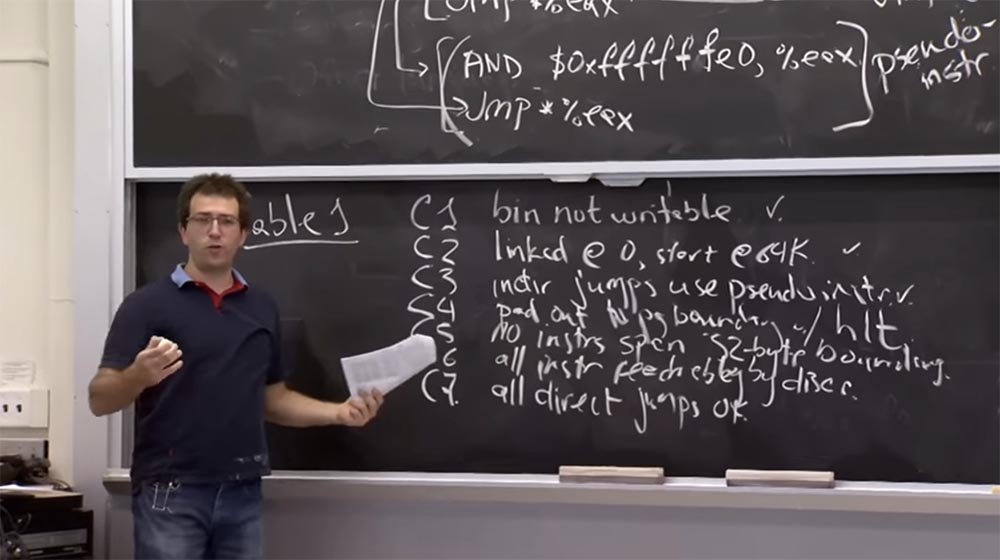 Jmp *%eax
AND $0xffffffe0, %eax
Jmp *%eax
pseudo-
instr
able 1
C1 bin not writable. ✓.
C2 linked @ 0, start @ 64K. ✓
C3 indir jumps use pseudoinstr. ✓.
C4 pad out to pg boundary w/ hlt.
C5 no instrs span 32-byte boundary.
C6 all instr reachable by disas.
C7. all direct jumps OK.